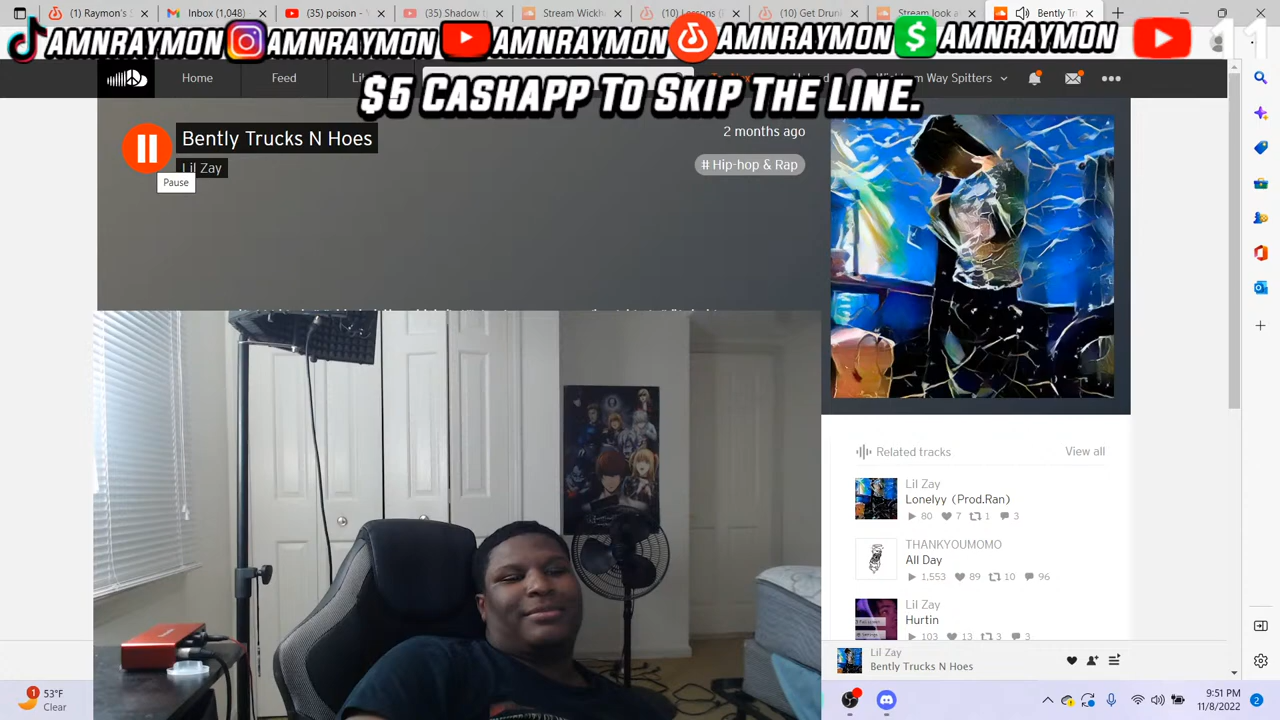 (1) Raymon's S
Inbox (1,048)
(35) poison - Y
(35) Shadow t
Stream Wickh
(10) Lessons (i
(10) Get Drunk
Stream look a
Bently Tr
AMNRAYMON AMNRAYMON AMNRAYMON AMNRAYMON AMNRAYMON 11
Home Feed
Wickham Way Spitters
$5 CASHAPP TO SKIP THE LINE.
Bently Trucks N Hoes
2 months ago
Lil Zay
# Hip-hop & Rap
Pause
Related tracks View all
Lil Zay
Lonelyy (Prod.Ran)
80 7 1 3
THANKYOUMOMO
All Day
1,553 89 10 96
Lil Zay
Hurtin
103 13 3 3
Lil Zay
Bently Trucks N Hoes
53°F
Clear
9:51 PM
11/8/2022